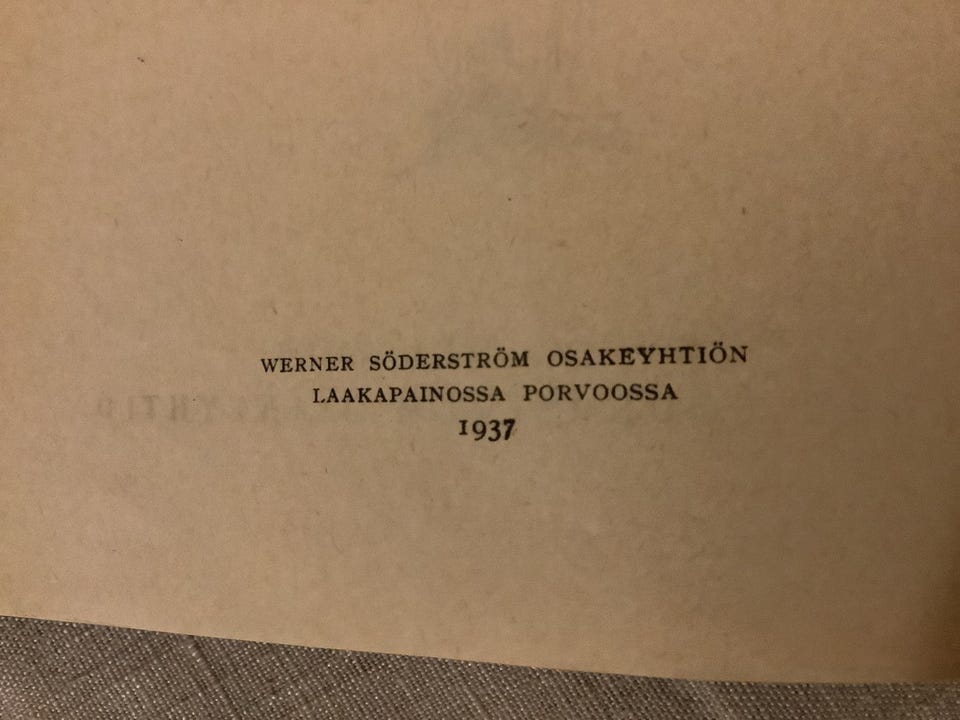 WERNER SÖDERSTRÖM OSAKEYHTIÖN
LAAKAPAINOSSA PORVOOSSA
1937